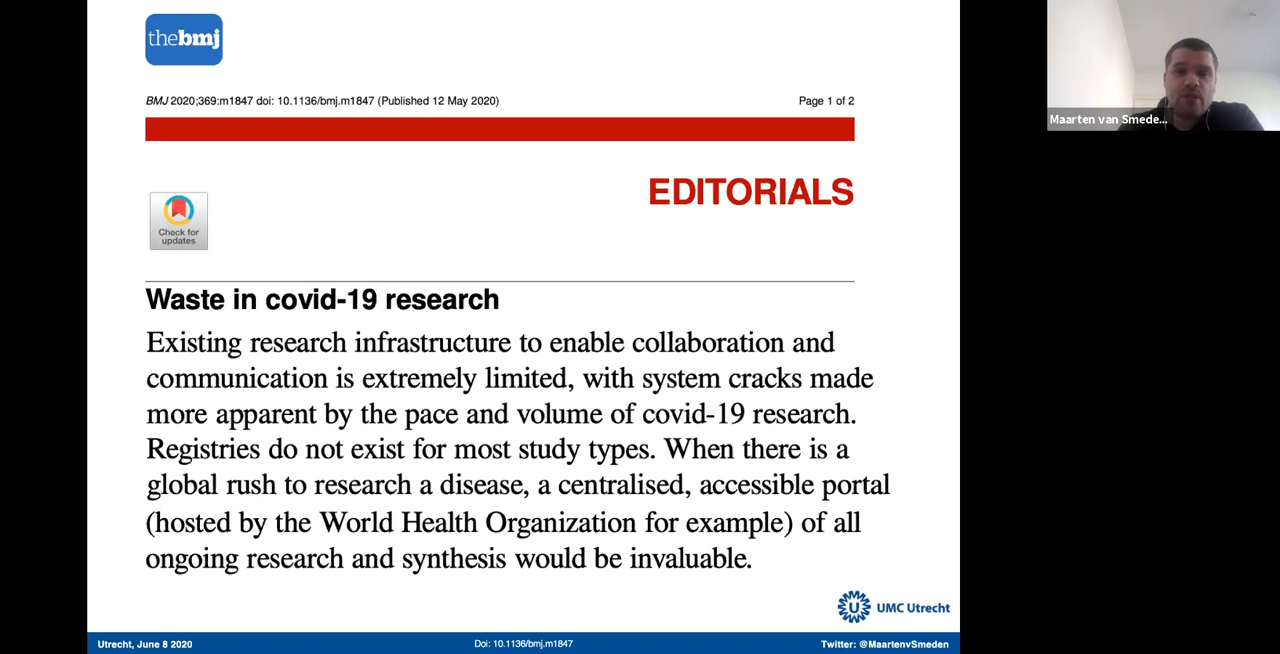 thebmj
BMJ 2020;369:m1847 doi: 10.1136/bmj.m1847 (Published 12 May 2020)
Page 1 of 2
EDITORIALS
Check for
updates
Waste in covid-19 research
Existing research infrastructure to enable collaboration and
communication is extremely limited, with system cracks made
more apparent by the pace and volume of covid-19 research.
Registries do not exist for most study types. When there is a
global rush to research a disease, a centralised, accessible portal
(hosted by the World Health Organization for example) of all
ongoing research and synthesis would be invaluable.
U
UMC Utrecht
Utrecht, June 8 2020
Doi: 10.1136/bmj.m1847
Twitter: @MaartenvSmeden
Maarten van Smede...